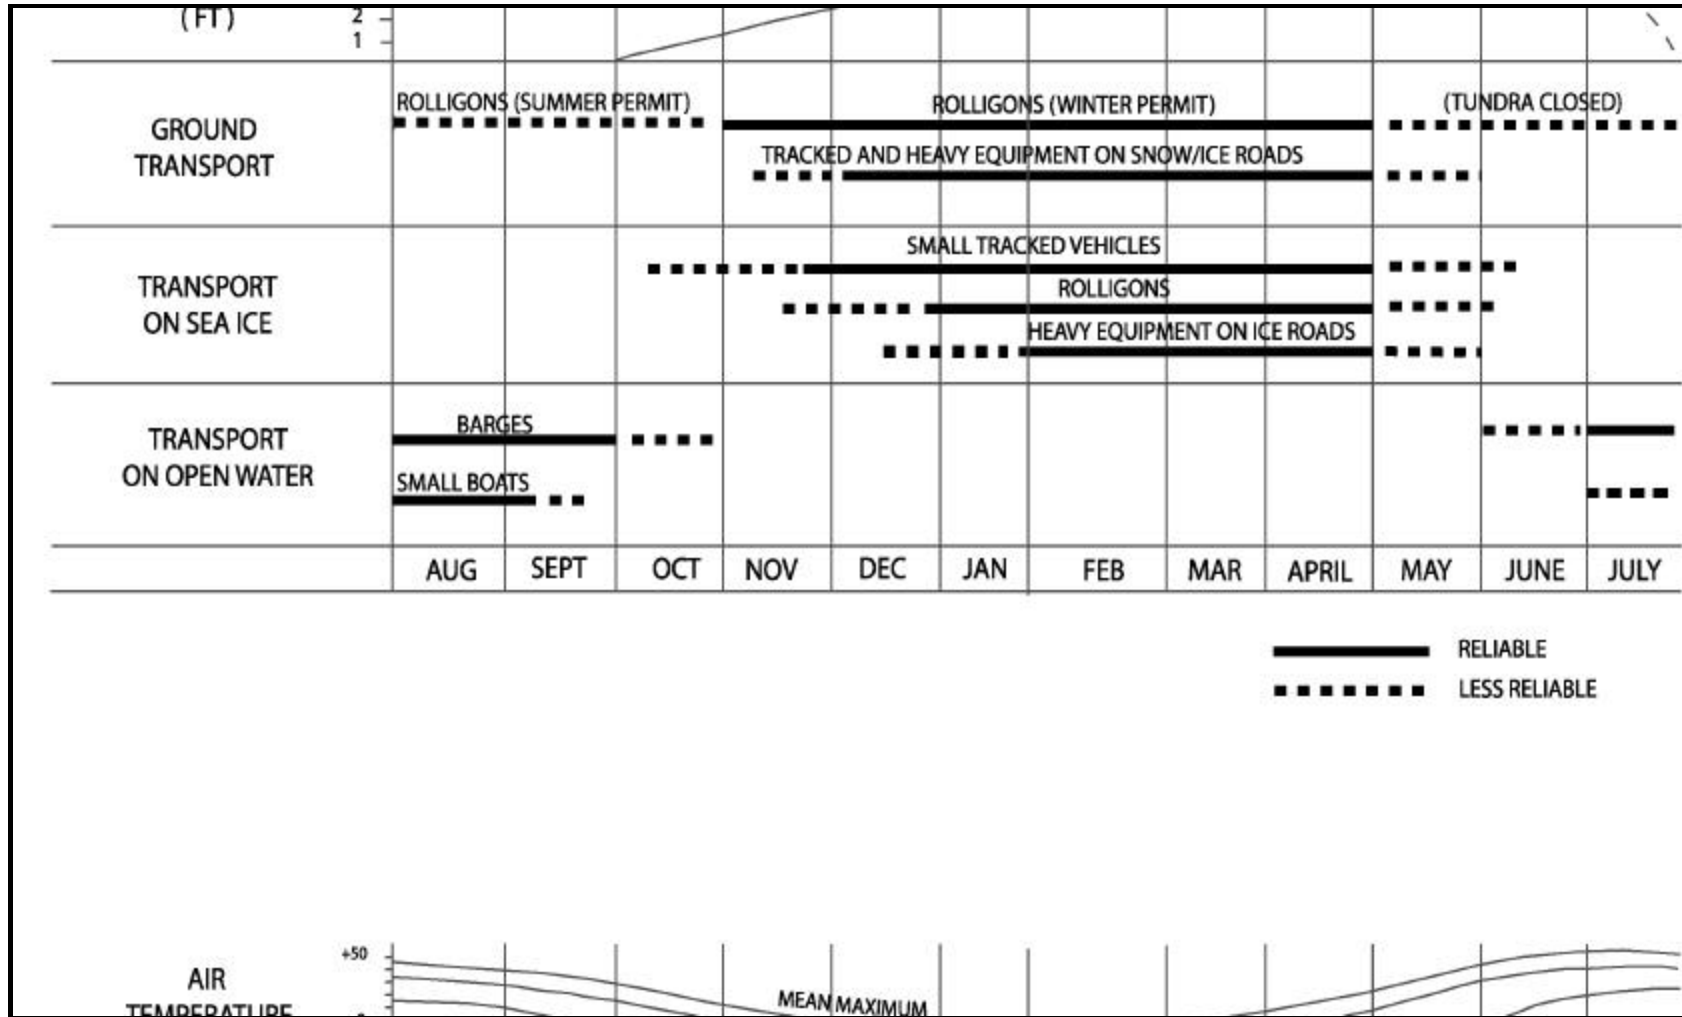 (FT)
2
1
GROUND
TRANSPORT
ROLLIGONS (SUMMER PERMIT)
ROLLIGONS (WINTER PERMIT)
(TUNDRA CLOSED)
TRACKED AND HEAVY EQUIPMENT ON SNOW/ICE ROADS
TRANSPORT
ON SEA ICE
SMALL TRACKED VEHICLES
ROLLIGONS
HEAVY EQUIPMENT ON ICE ROADS
TRANSPORT
ON OPEN WATER
BARGES
SMALL BOATS
AUG SEPT OCT NOV DEC JAN FEB MAR APRIL MAY JUNE JULY
RELIABLE
LESS RELIABLE
+50
AIR
TEMPERATURE
MEAN MAXIMUM